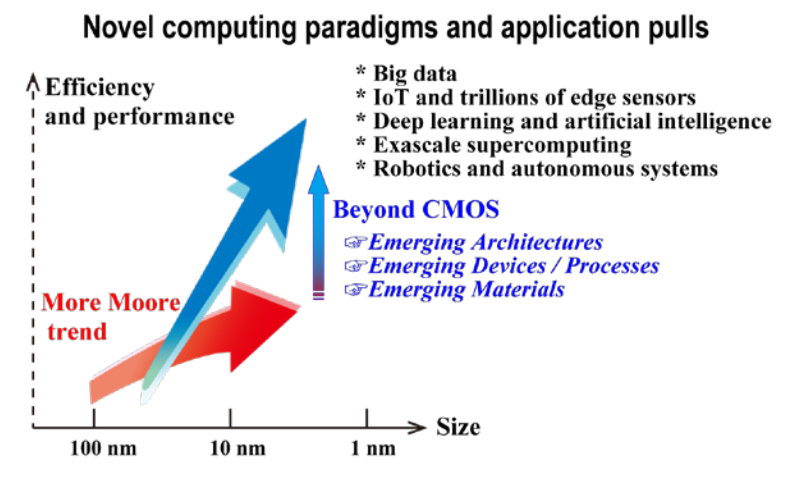 Novel computing paradigms and application pulls
Efficiency
and performance
* Big data
* IoT and trillions of edge sensors
* Deep learning and artificial intelligence
* Exascale supercomputing
* Robotics and autonomous systems
Beyond CMOS
☞Emerging Architectures
☞Emerging Devices / Processes
☞Emerging Materials
More Moore
trend
Size
100 nm
10 nm
1 nm